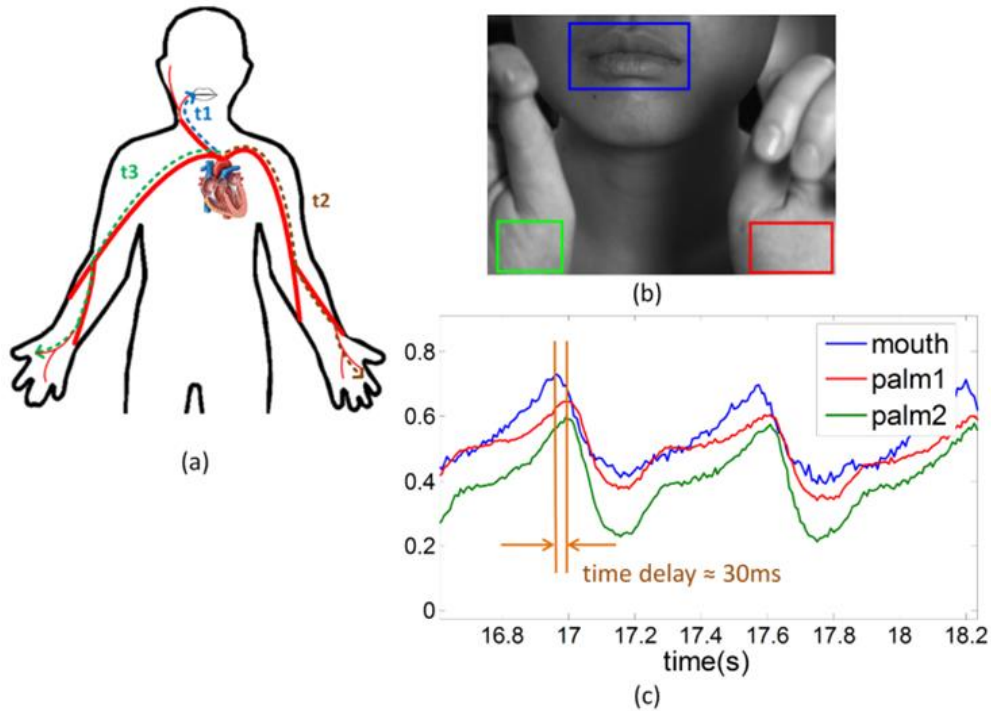 t1
t3
t2
(a)
(b)
mouth
palm1
palm2
0.8
0.6
0.4
0.2
0
time delay ≈ 30ms
16.8 17 17.2 17.4 17.6 17.8 18 18.2
time(s)
(c)